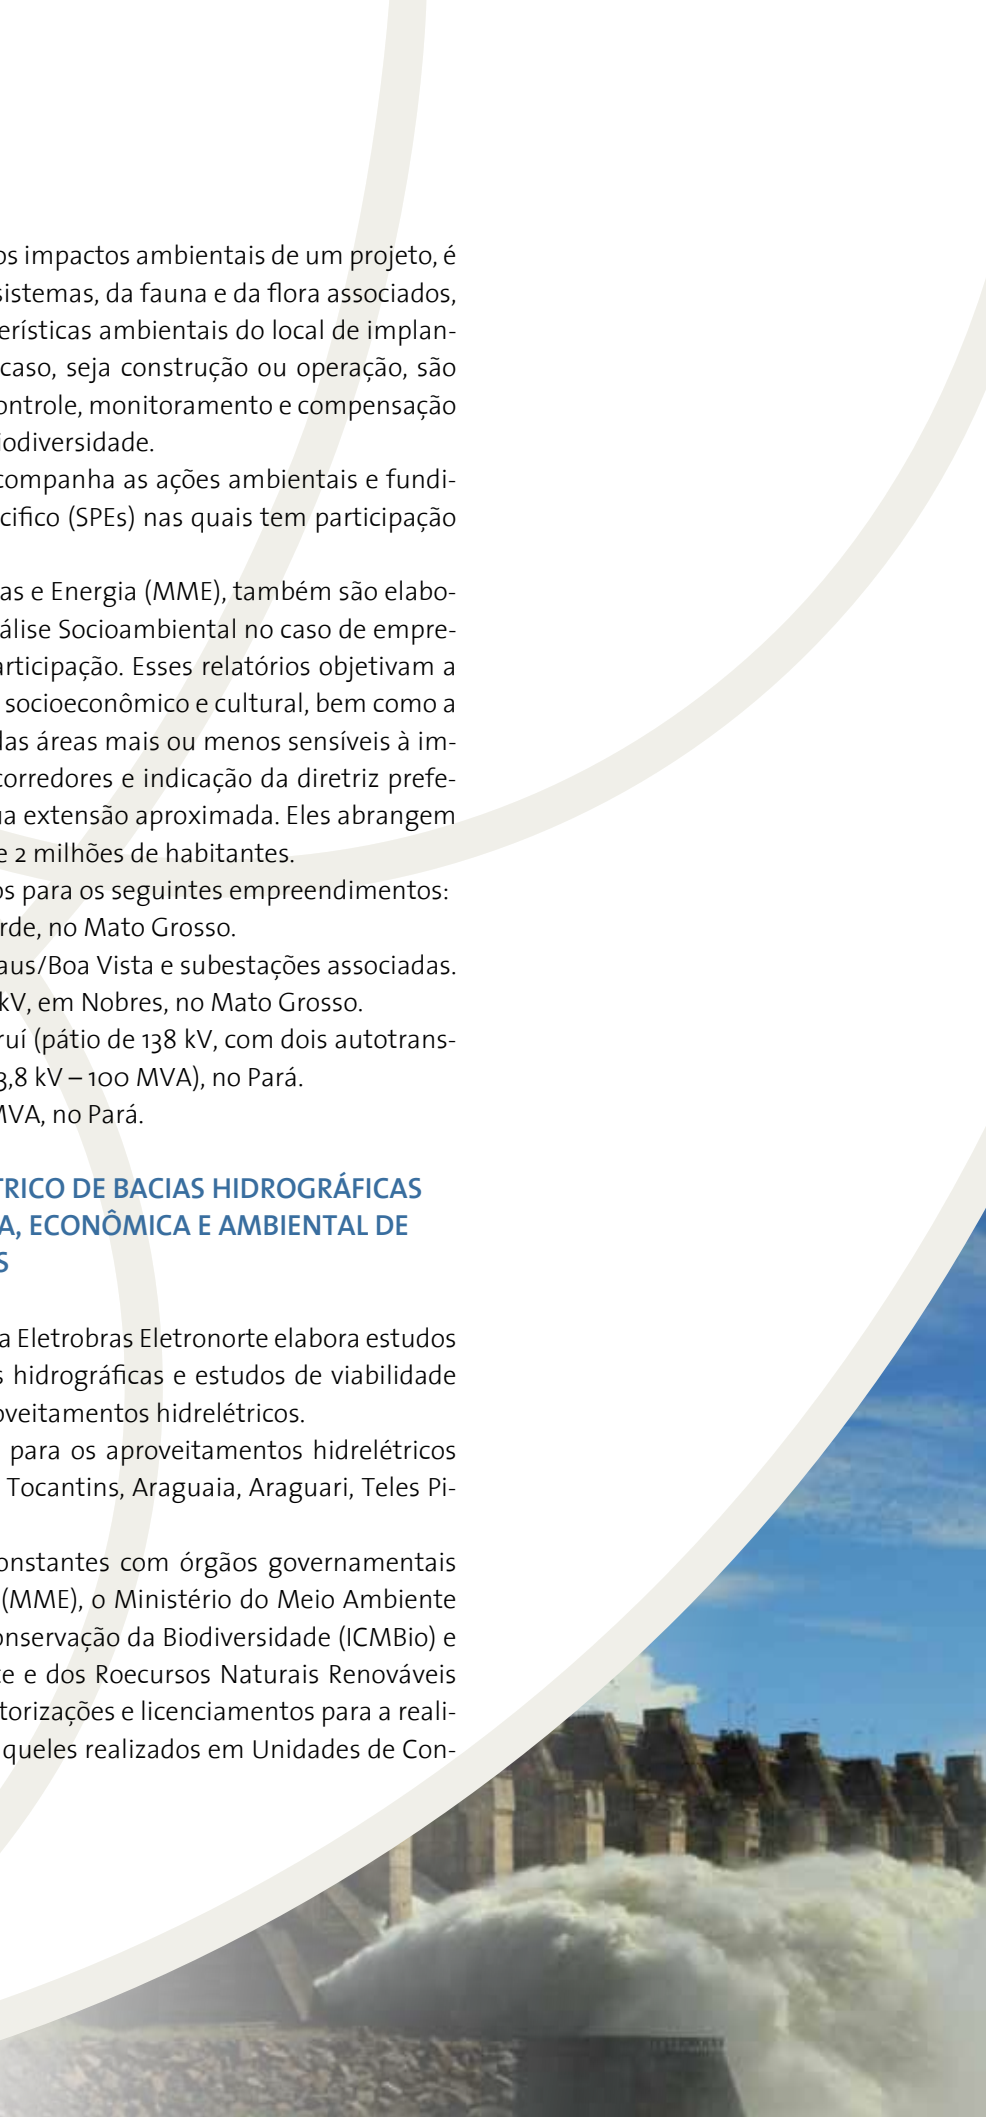 os impactos ambientais de um projeto, é
sistemas, da fauna e da flora associados,
erísticas ambientais do local de implan-
caso, seja construção ou operação, são
ontrole, monitoramento e compensação
iodiversidade.
companha as ações ambientais e fundi-
cifico (SPEs) nas quais tem participação
as e Energia (MME), também são elabo-
álise Socioambiental no caso de empre-
articipação. Esses relatórios objetivam a
socioeconômico e cultural, bem como a
las áreas mais ou menos sensíveis à im-
corredores e indicação da diretriz prefe-
ua extensão aproximada. Eles abrangem
e 2 milhões de habitantes.
os para os seguintes empreendimentos:
rde, no Mato Grosso.
aus/Boa Vista e subestações associadas.
kV, em Nobres, no Mato Grosso.
ruí (pátio de 138 kV, com dois autotrans-
3,8 kV – 100 MVA), no Pará.
MVA, no Pará.
TRICO DE BACIAS HIDROGRÁFICAS
A, ECONÔMICA E AMBIENTAL DE
S
a Eletrobras Eletronorte elabora estudos
s hidrográficas e estudos de viabilidade
oveitamentos hidrelétricos.
para os aproveitamentos hidrelétricos
Tocantins, Araguaia, Araguari, Teles Pi-
onstantes com órgãos governamentais
(MME), o Ministério do Meio Ambiente
onservação da Biodiversidade (ICMBio) e
te e dos Roecursos Naturais Renováveis
torizações e licenciamentos para a reali-
queles realizados em Unidades de Con-